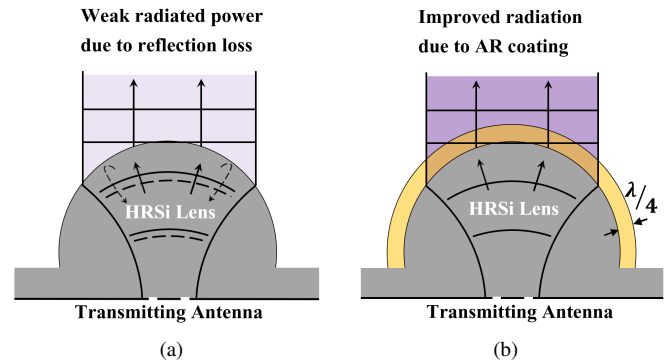 Weak radiated power
due to reflection loss
HRSi Lens
Transmitting Antenna
(a)
Improved radiation
due to AR coating
λ/4
HRSi Lens
Transmitting Antenna
(b)